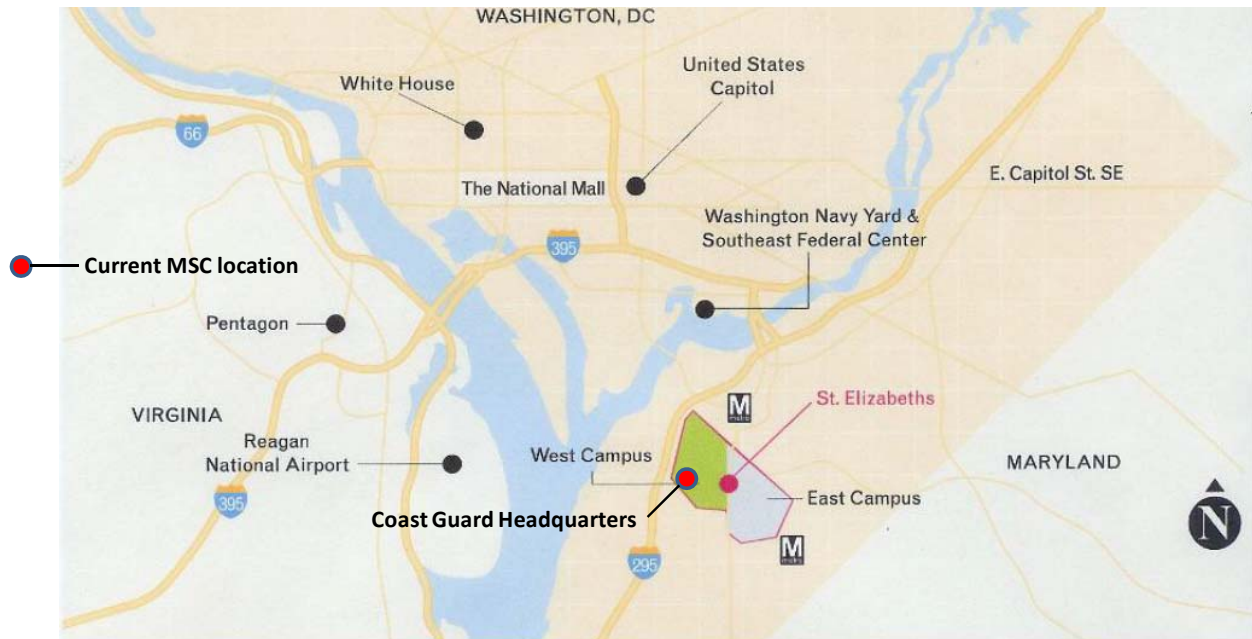 WASHINGTON, DC
White House
United States
Capitol
66
The National Mall
E. Capitol St. SE
Washington Navy Yard &
Southeast Federal Center
395
Current MSC location
Pentagon
M
metro
St. Elizabeths
VIRGINIA
Reagan
National Airport
West Campus
MARYLAND
395
East Campus
Coast Guard Headquarters
N
M
metro
295